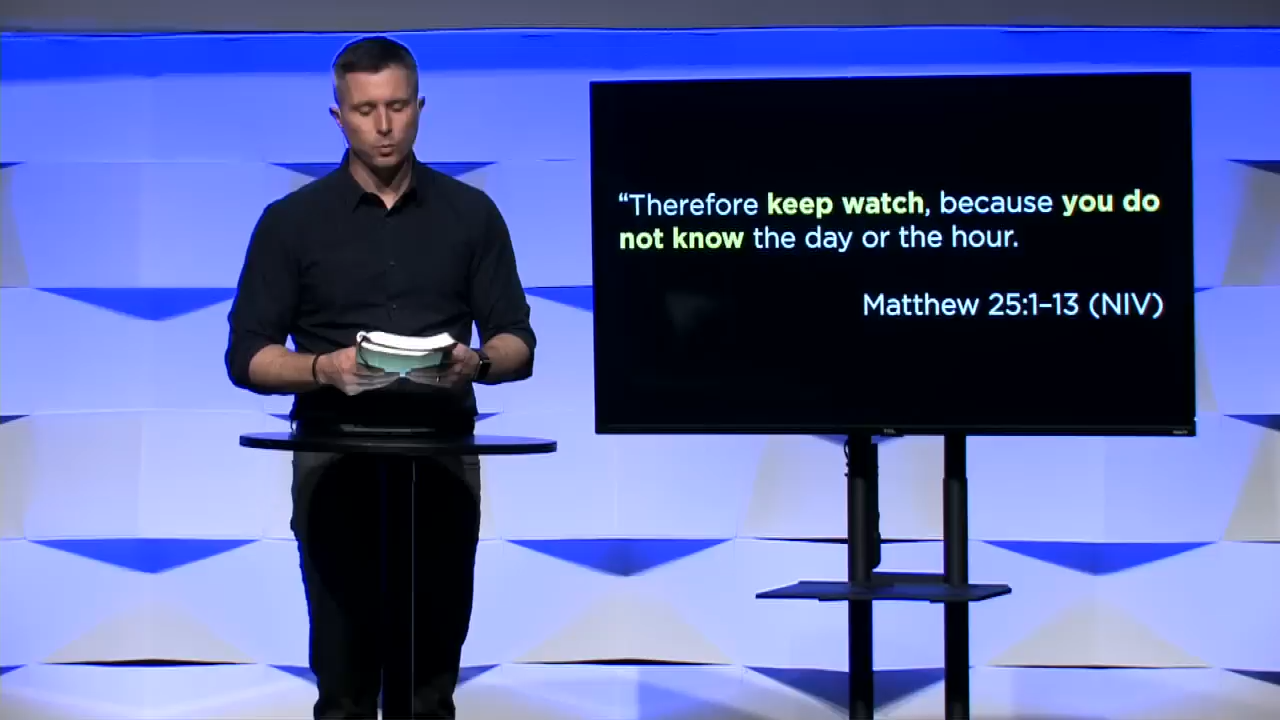 “Therefore keep watch, because you do
not know the day or the hour.
Matthew 25:1–13 (NIV)